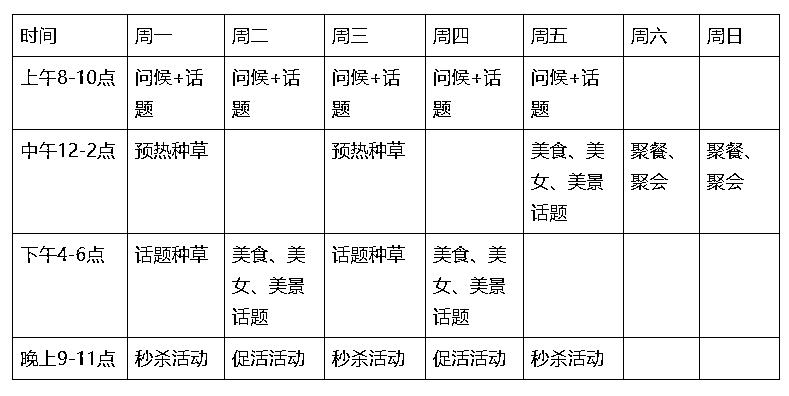 时间 周一 周二 周三 周四 周五 周六 周日
上午8-10点 问候+话 问候+话 问候+话 问候+话 问候+话
题 题 题 题 题
中午12-2点 预热种草 预热种草 美食、美 聚餐、 聚餐、
女、美景 聚会 聚会
话题
下午4-6点 话题种草 美食、美 话题种草 美食、美
女、美景 女、美景
话题 话题
晚上9-11点 秒杀活动 促活活动 秒杀活动 促活活动 秒杀活动